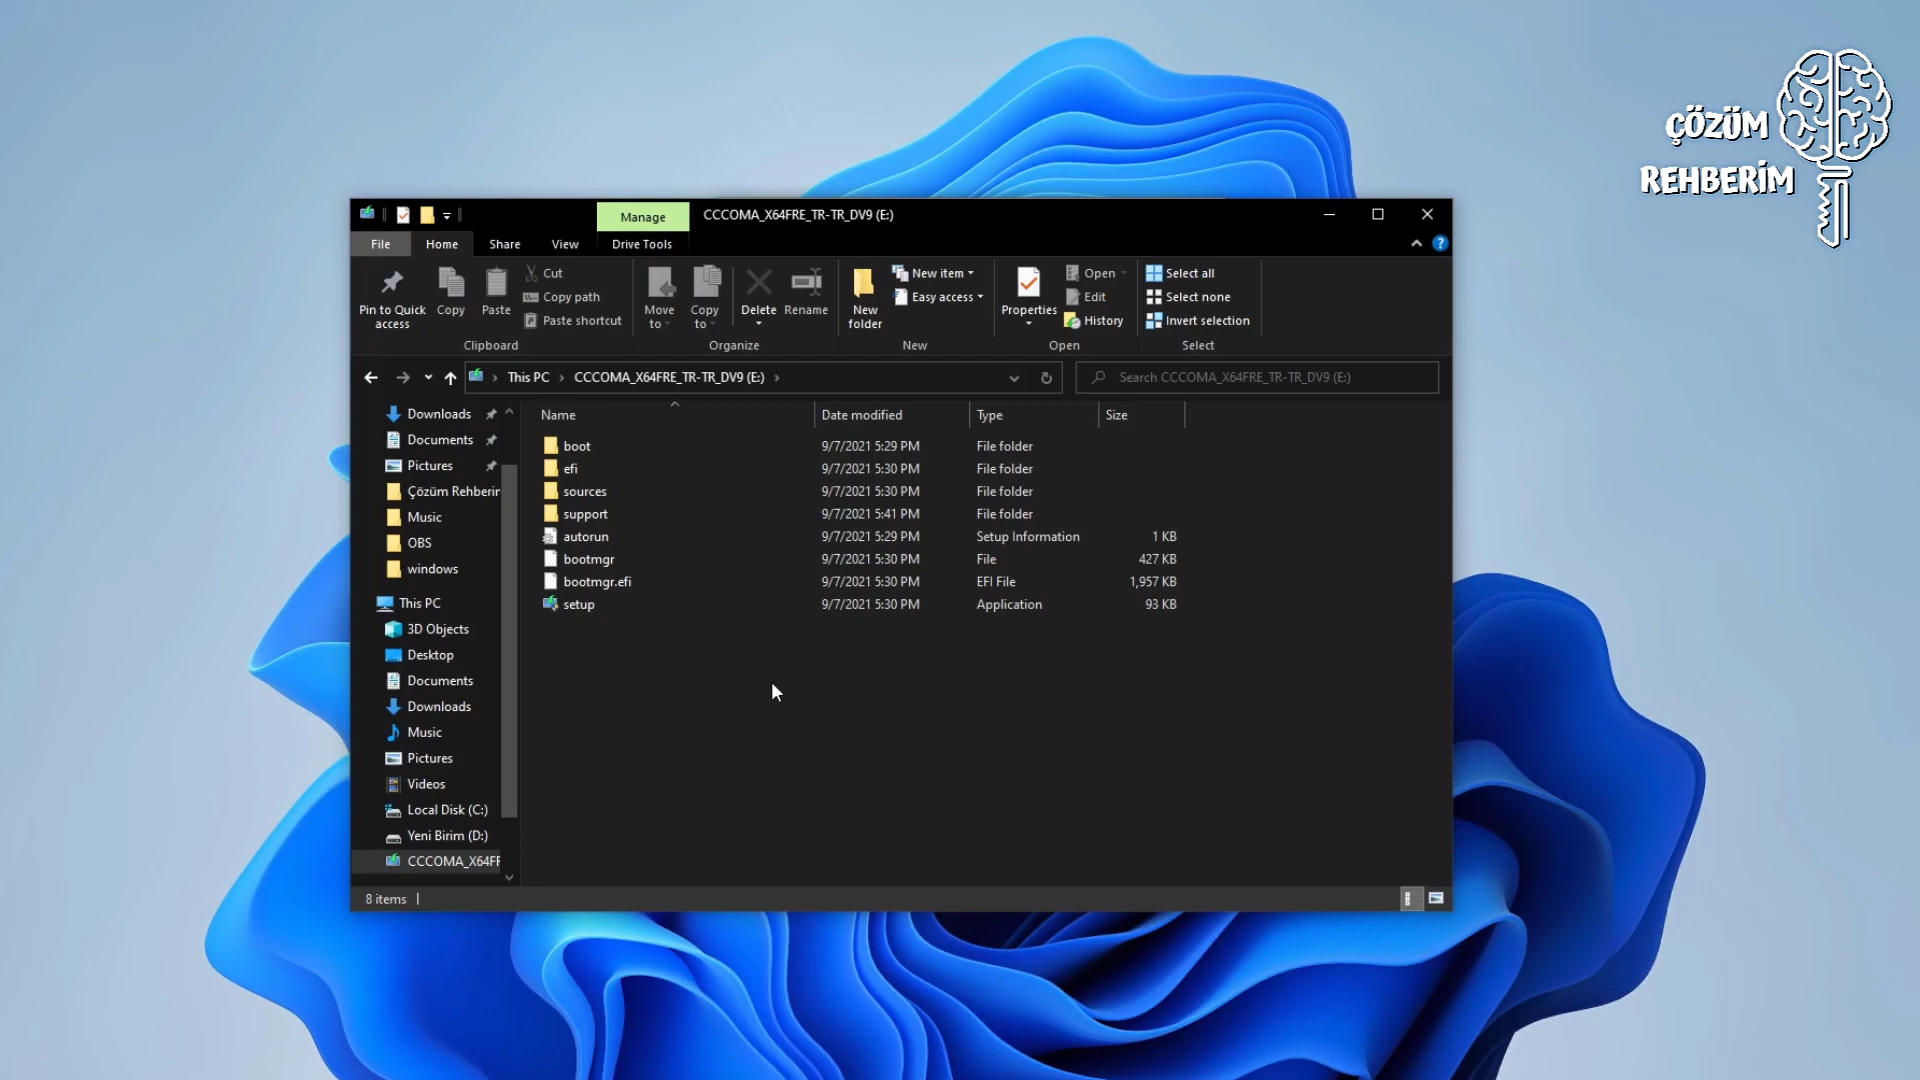 ÇÖZÜM
REHBERİM
Manage
CCCOMA_X64FRE_TR-TR_DV9 (E:)
File
Home
Share
View
Drive Tools
Pin to Quick access
Copy
Paste
Cut
Copy path
Paste shortcut
Clipboard
Move to
Copy to
Delete
Rename
Organize
New folder
New item
Easy access
New
Properties
Open
Edit
History
Open
Select all
Select none
Invert selection
Select
This PC
CCCOMA_X64FRE_TR-TR_DV9 (E:)
Search CCCOMA_X64FRE_TR-TR_DV9 (E:)
Downloads
Documents
Pictures
Çözüm Rehberin
Music
OBS
windows
This PC
3D Objects
Desktop
Documents
Downloads
Music
Pictures
Videos
Local Disk (C:)
Yeni Birim (D:)
CCCOMA_X64FR
Name Date modified Type Size
boot 9/7/2021 5:29 PM File folder
efi 9/7/2021 5:30 PM File folder
sources 9/7/2021 5:30 PM File folder
support 9/7/2021 5:41 PM File folder
autorun 9/7/2021 5:29 PM Setup Information 1 KB
bootmgr 9/7/2021 5:30 PM File 427 KB
bootmgr.efi 9/7/2021 5:30 PM EFI File 1,957 KB
setup 9/7/2021 5:30 PM Application 93 KB
8 items